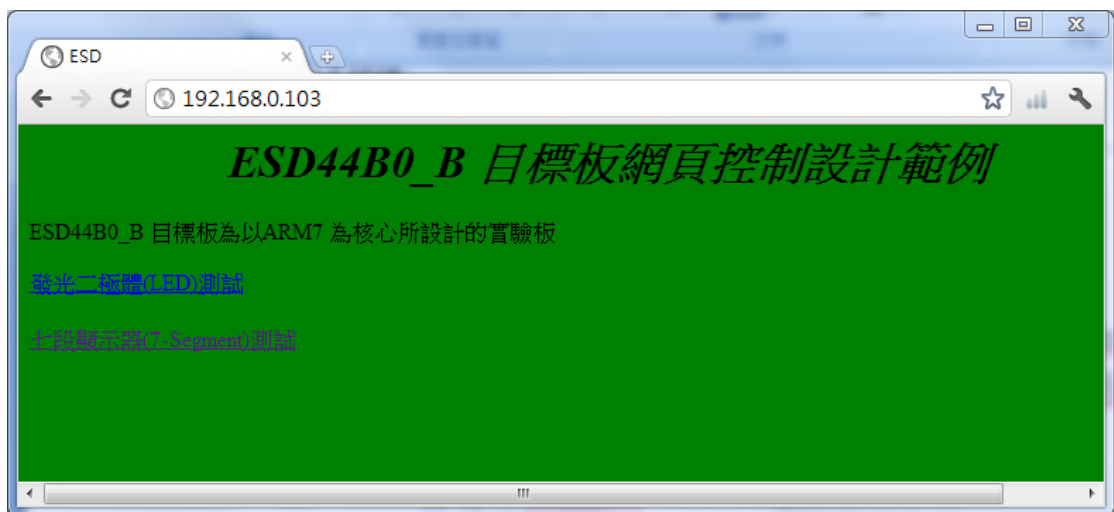 ESD
192.168.0.103
ESD44B0_B 目標板網頁控制設計範例
ESD44B0_B 目標板為以ARM7 為核心所設計的實驗板
發光二極體(LED)測試
七段顯示器(7-Segment)測試